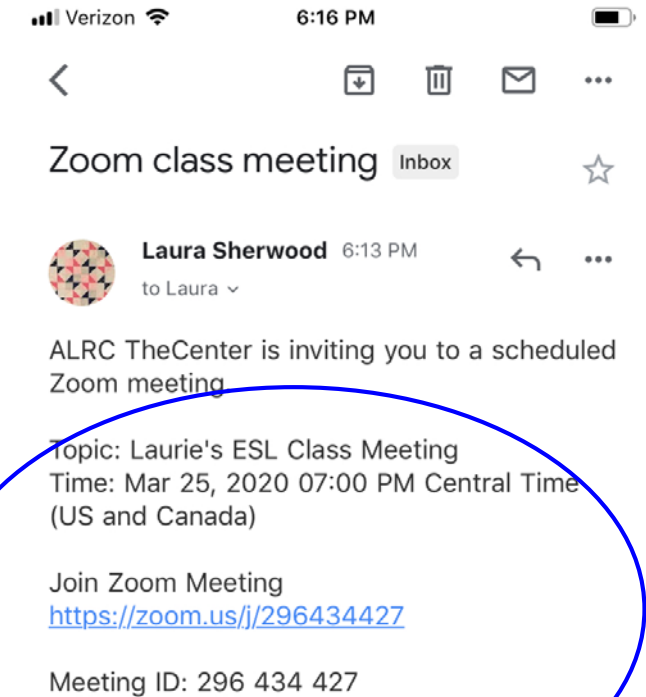 Verizon 6:16 PM
Zoom class meeting Inbox
Laura Sherwood 6:13 PM
to Laura
ALRC TheCenter is inviting you to a scheduled
Zoom meeting.
Topic: Laurie's ESL Class Meeting
Time: Mar 25, 2020 07:00 PM Central Time
(US and Canada)
Join Zoom Meeting
https://zoom.us/j/296434427
Meeting ID: 296 434 427